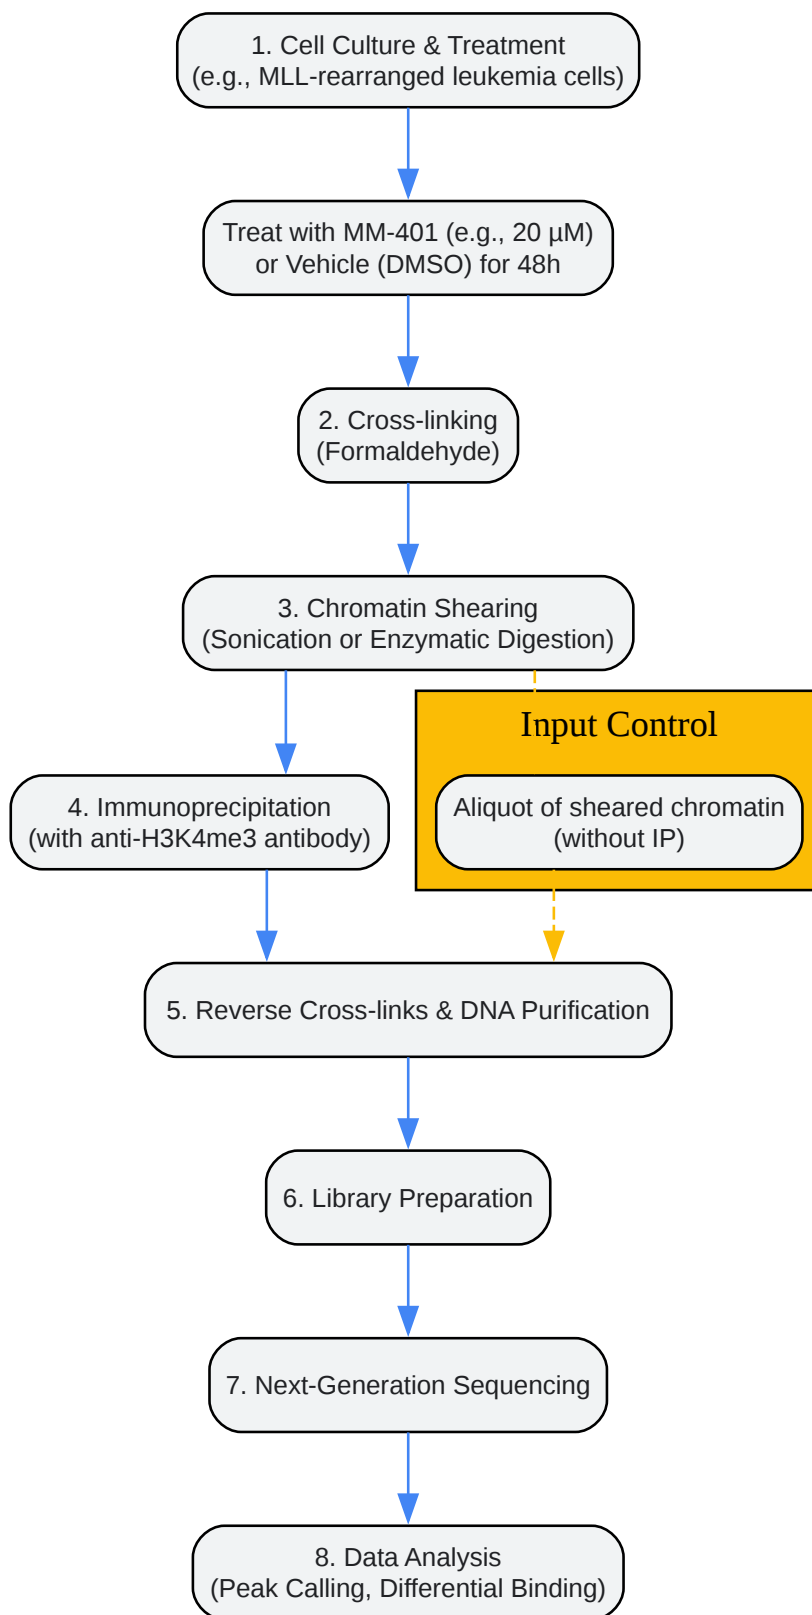 1. Cell Culture & Treatment
(e.g., MLL-rearranged leukemia cells)
Treat with MM-401 (e.g., 20 µM)
or Vehicle (DMSO) for 48h
2. Cross-linking
(Formaldehyde)
3. Chromatin Shearing
(Sonication or Enzymatic Digestion)
Input Control
4. Immunoprecipitation
(with anti-H3K4me3 antibody)
Aliquot of sheared chromatin
(without IP)
5. Reverse Cross-links & DNA Purification
6. Library Preparation
7. Next-Generation Sequencing
8. Data Analysis
(Peak Calling, Differential Binding)